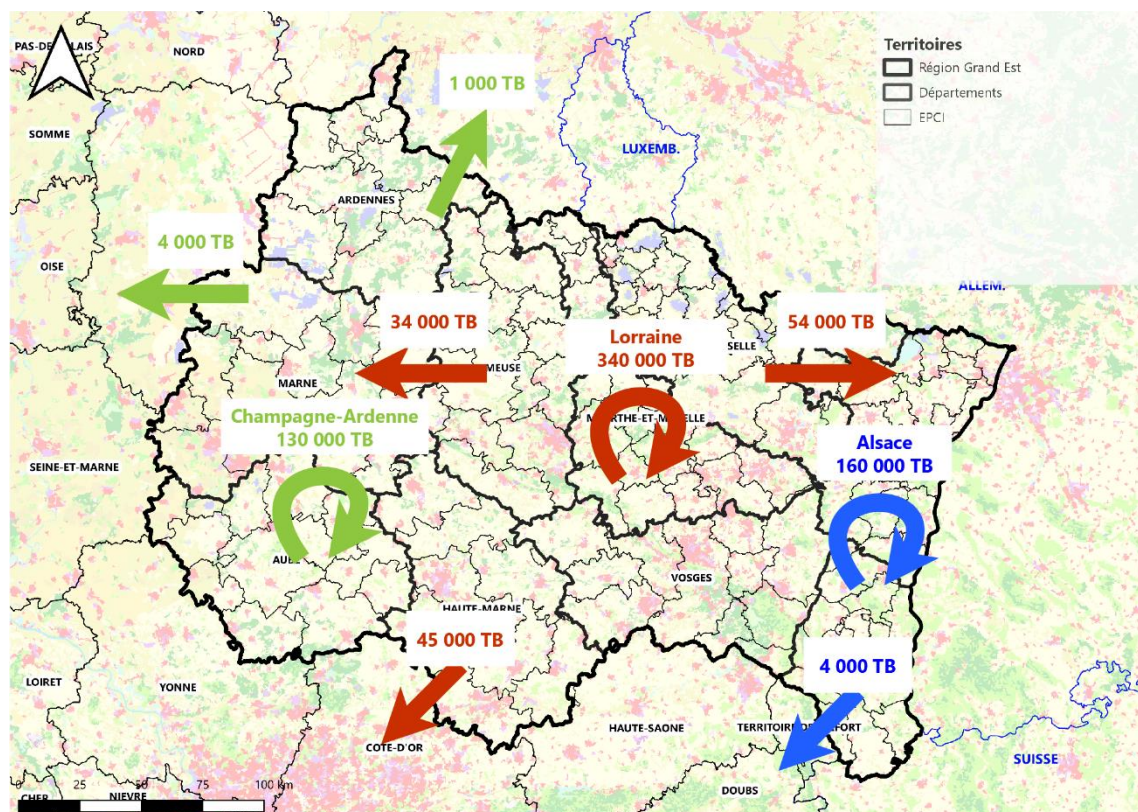 PAS-DE-CALAIS
NORD
1 000 TB
Territoires
Région Grand Est
Départements
EPCI
SOMME
LUXEMB.
ARDENNES
4 000 TB
OISE
ALLEM.
34 000 TB
Lorraine
340 000 TB
54 000 TB
SELLE
MEUSE
MARNE
Champagne-Ardenne
130 000 TB
MEURTHE-ET-MOSELLE
Alsace
160 000 TB
SEINE-ET-MARNE
AUBE
VOSGES
HAUTE-MARNE
45 000 TB
4 000 TB
LOIRET
YONNE
HAUTE-SAONE
TERRITOIRE DE BELFORT
COTE-D'OR
SUISSE
0 25 50 75 100 km
CHER
NIEVRE
DOUBS